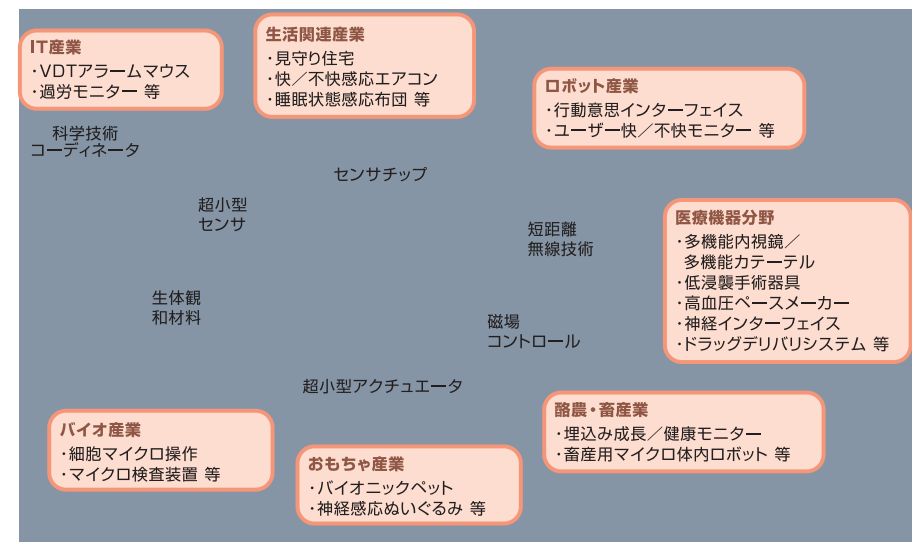 IT産業
・VDTアラームマウス
・過労モニター 等
生活関連産業
・見守り住宅
・快／不快感応エアコン
・睡眠状態感応布団 等
ロボット産業
・行動意思インターフェイス
・ユーザー快／不快モニター 等
科学技術
コーディネータ
センサチップ
超小型
センサ
短距離
無線技術
医療機器分野
・多機能内視鏡／
多機能カテーテル
・低浸襲手術器具
・高血圧ペースメーカー
・神経インターフェイス
・ドラッグデリバリシステム 等
生体観
和材料
磁場
コントロール
超小型アクチュエータ
酪農・畜産業
・埋込み成長／健康モニター
・畜産用マイクロ体内ロボット 等
バイオ産業
・細胞マイクロ操作
・マイクロ検査装置 等
おもちゃ産業
・バイオニックペット
・神経感応ぬいぐるみ 等